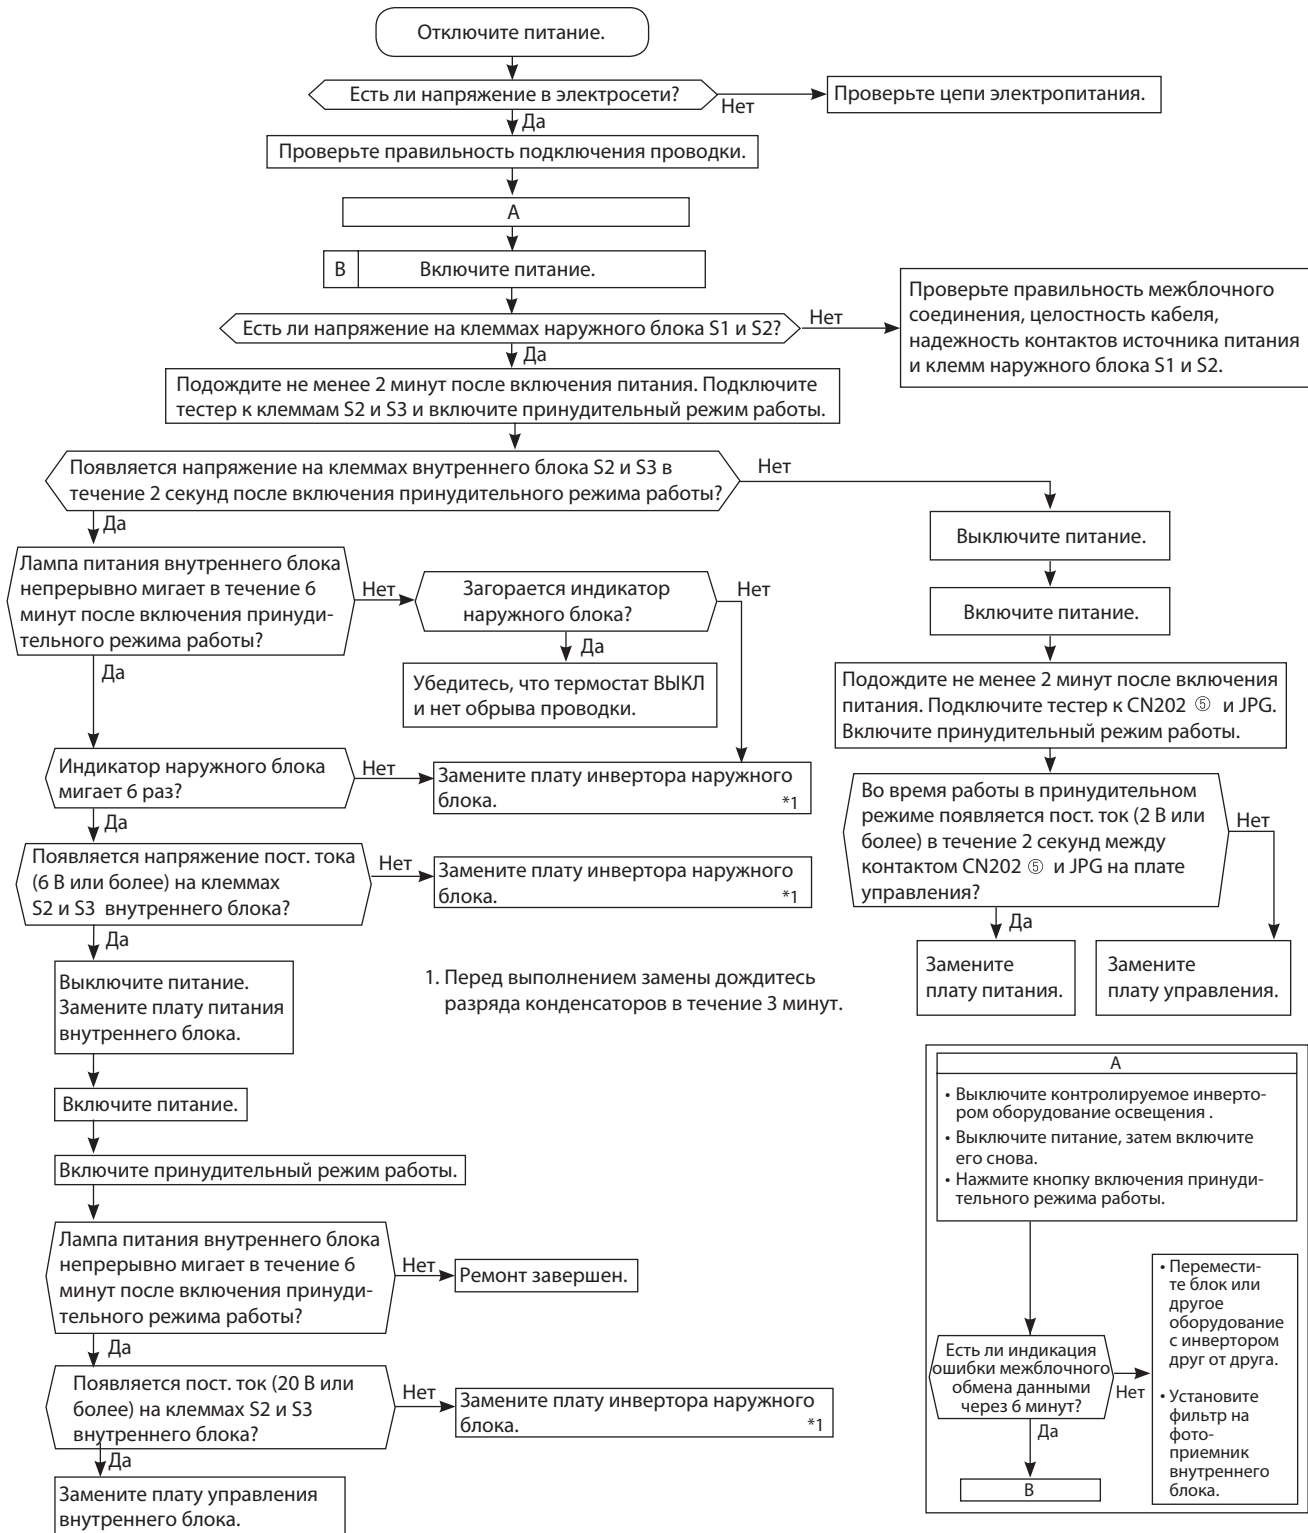 Отключите питание.
Есть ли напряжение в электросети?
Нет
Проверьте цепи электропитания.
Да
Проверьте правильность подключения проводки.
A
B
Включите питание.
Есть ли напряжение на клеммах наружного блока S1 и S2?
Нет
Проверьте правильность межблочного
соединения, целостность кабеля,
надежность контактов источника питания
и клемм наружного блока S1 и S2.
Да
Подождите не менее 2 минут после включения питания. Подключите
тестер к клеммам S2 и S3 и включите принудительный режим работы.
Появляется напряжение на клеммах внутреннего блока S2 и S3 в
течение 2 секунд после включения принудительного режима работы?
Нет
Да
Лампа питания внутреннего блока
непрерывно мигает в течение 6
минут после включения принуди-
тельного режима работы?
Нет
Загорается индикатор
наружного блока?
Нет
Да
Убедитесь, что термостат ВЫКЛ
и нет обрыва проводки.
Да
Индикатор наружного блока
мигает 6 раз?
Нет
Замените плату инвертора наружного
блока. *1
Да
Появляется напряжение пост. тока
(6 В или более) на клеммах
S2 и S3 внутреннего блока?
Нет
Замените плату инвертора наружного
блока. *1
Да
Выключите питание.
Замените плату питания
внутреннего блока.
1. Перед выполнением замены дождитесь
разряда конденсаторов в течение 3 минут.
Включите питание.
Включите принудительный режим работы.
Лампа питания внутреннего блока
непрерывно мигает в течение 6
минут после включения принуди-
тельного режима работы?
Нет
Ремонт завершен.
Да
Появляется пост. ток (20 В или
более) на клеммах S2 и S3
внутреннего блока?
Нет
Замените плату инвертора наружного
блока. *1
Да
Замените плату управления
внутреннего блока.
Выключите питание.
Включите питание.
Подождите не менее 2 минут после включения
питания. Подключите тестер к CN202 ⑤ и JPG.
Включите принудительный режим работы.
Во время работы в принудительном
режиме появляется пост. ток (2 В или
более) в течение 2 секунд между
контактом CN202 ⑤ и JPG на плате
управления?
Нет
Да
Замените
плату питания.
Замените
плату управления.
A
• Выключите контролируемое инверто-
ром оборудование освещения .
• Выключите питание, затем включите
его снова.
• Нажмите кнопку включения принуди-
тельного режима работы.
Есть ли индикация
ошибки межблочного
обмена данными
через 6 минут?
Нет
Да
B
• Перемести-
те блок или
другое
оборудование
с инвертором
друг от друга.
• Установите
фильтр на
фото-
приемник
внутреннего
блока.